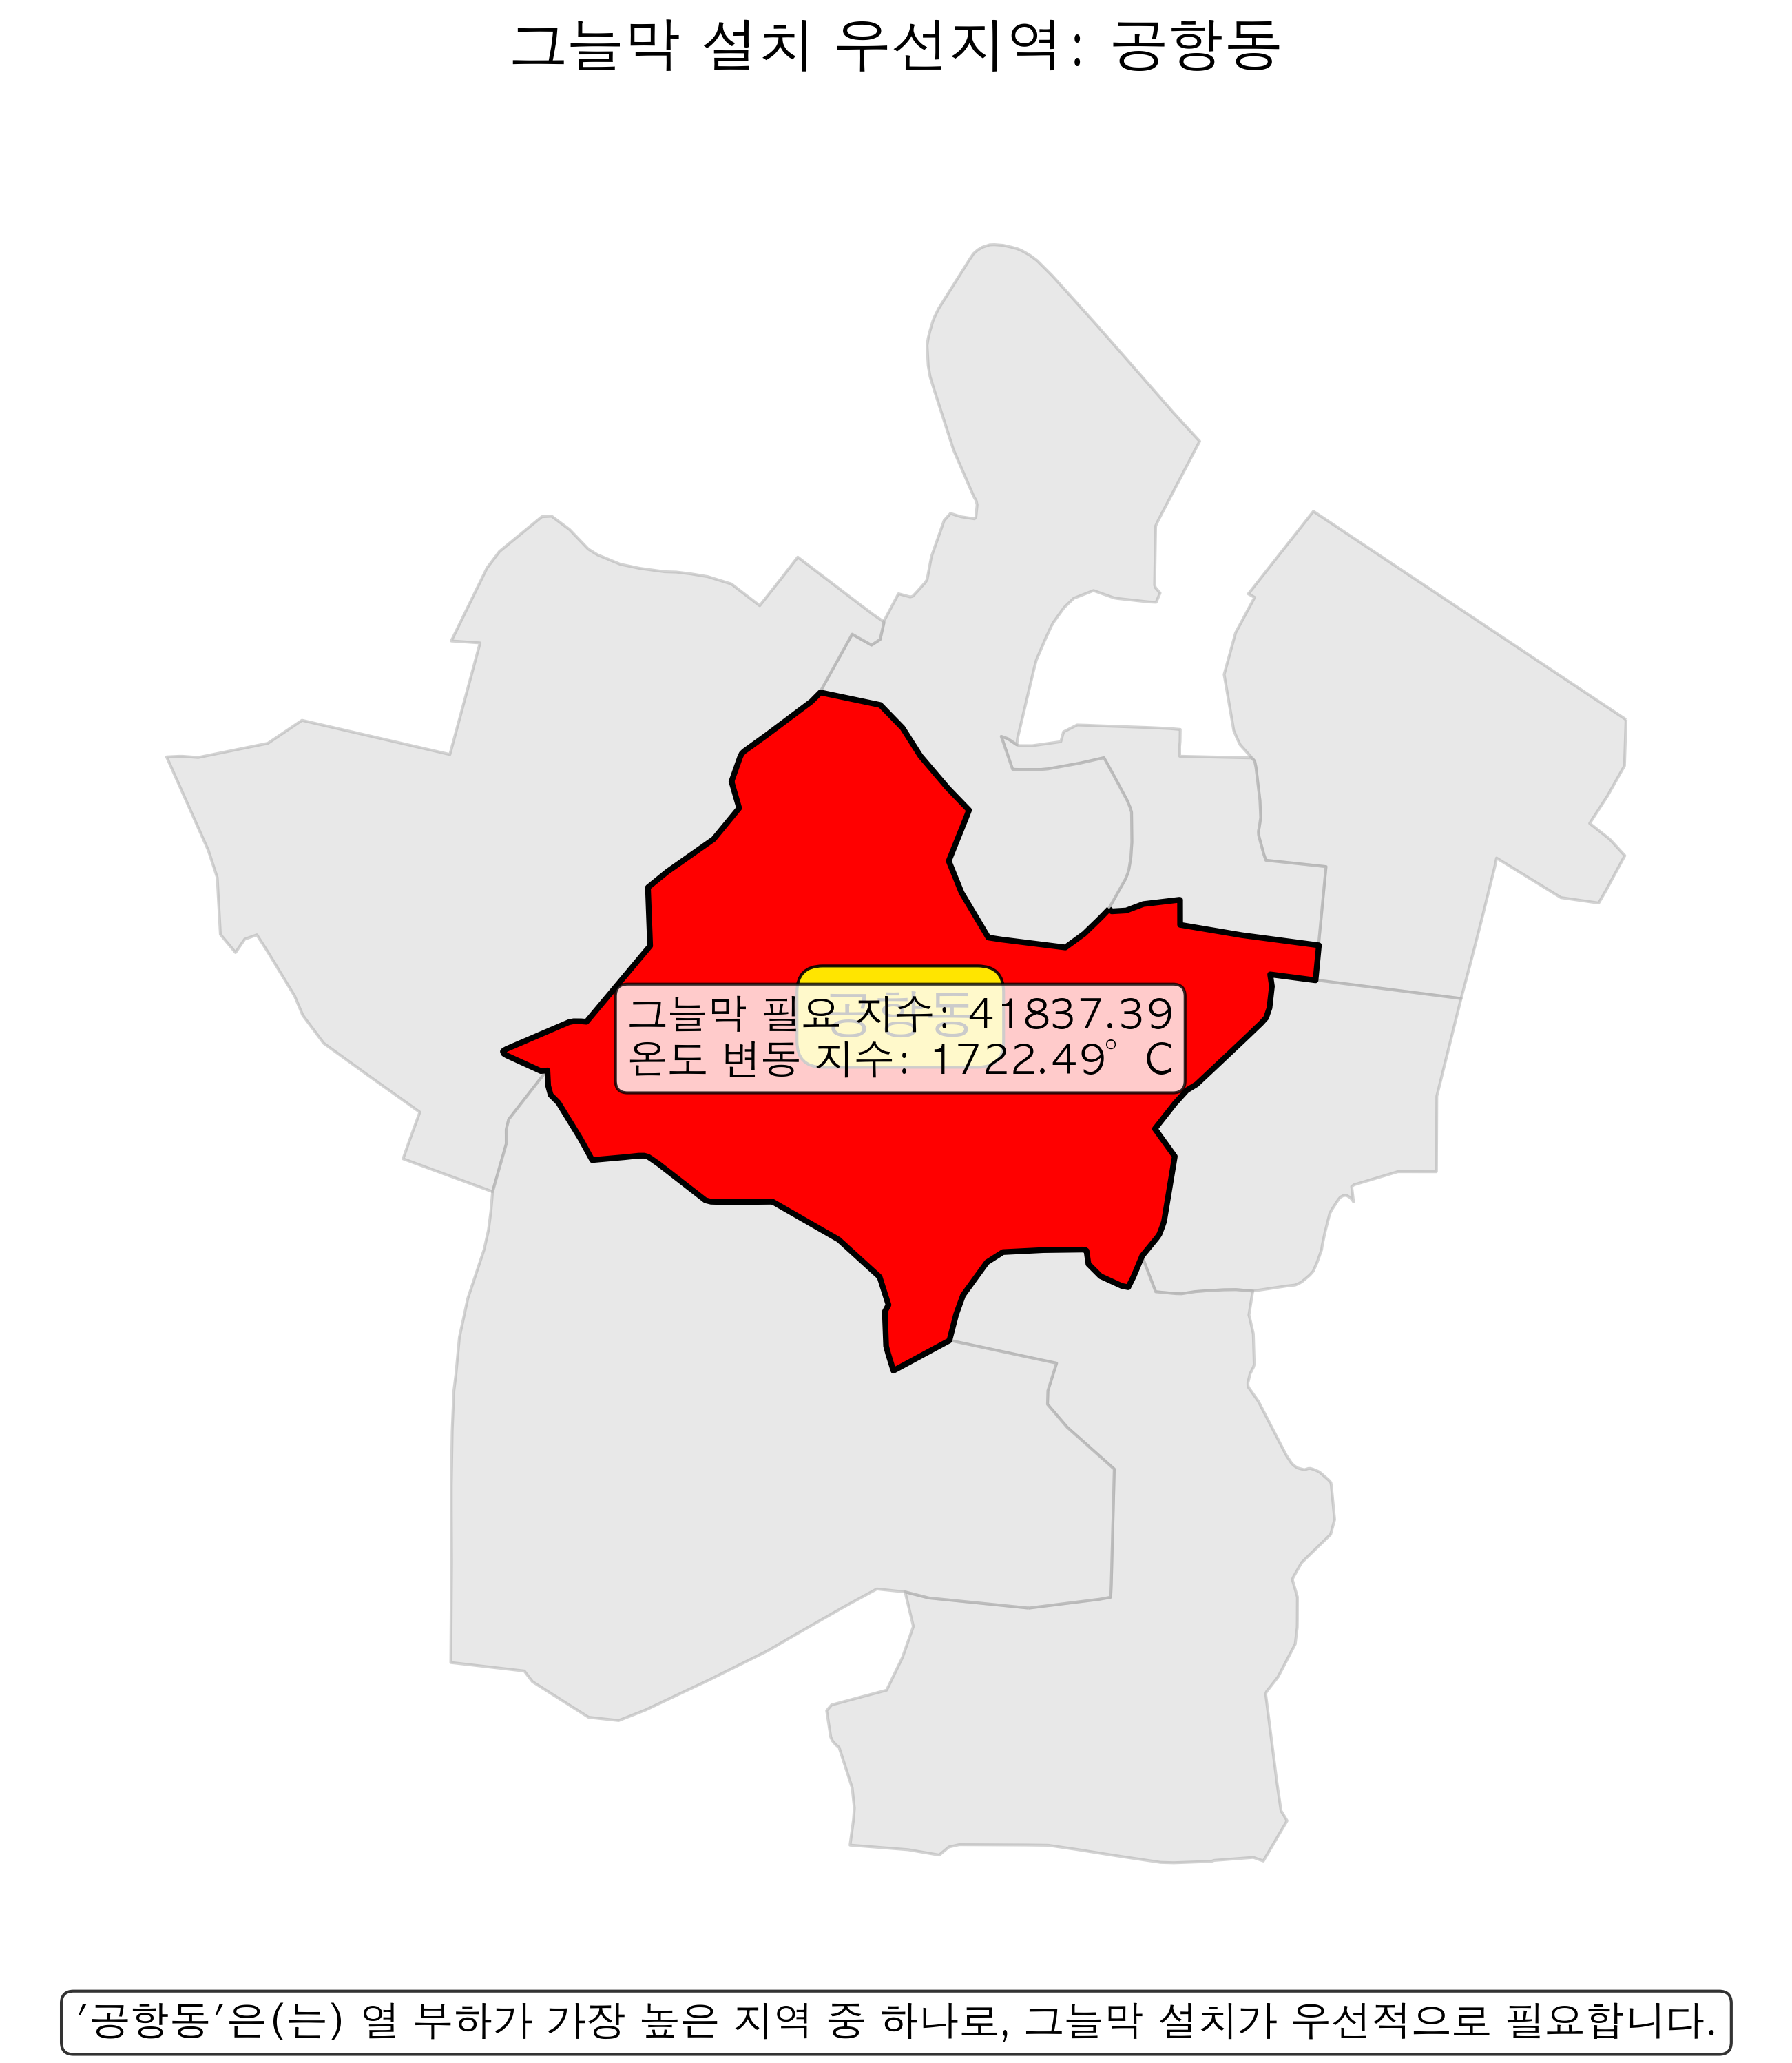 그늘막 설치 우선지역: 공항동
공항동
그늘막 필요 지수: 41837.39
온도 변동 지수: 1722.49°C
'공항동'은(는) 열 부하가 가장 높은 지역 중 하나로, 그늘막 설치가 우선적으로 필요합니다.